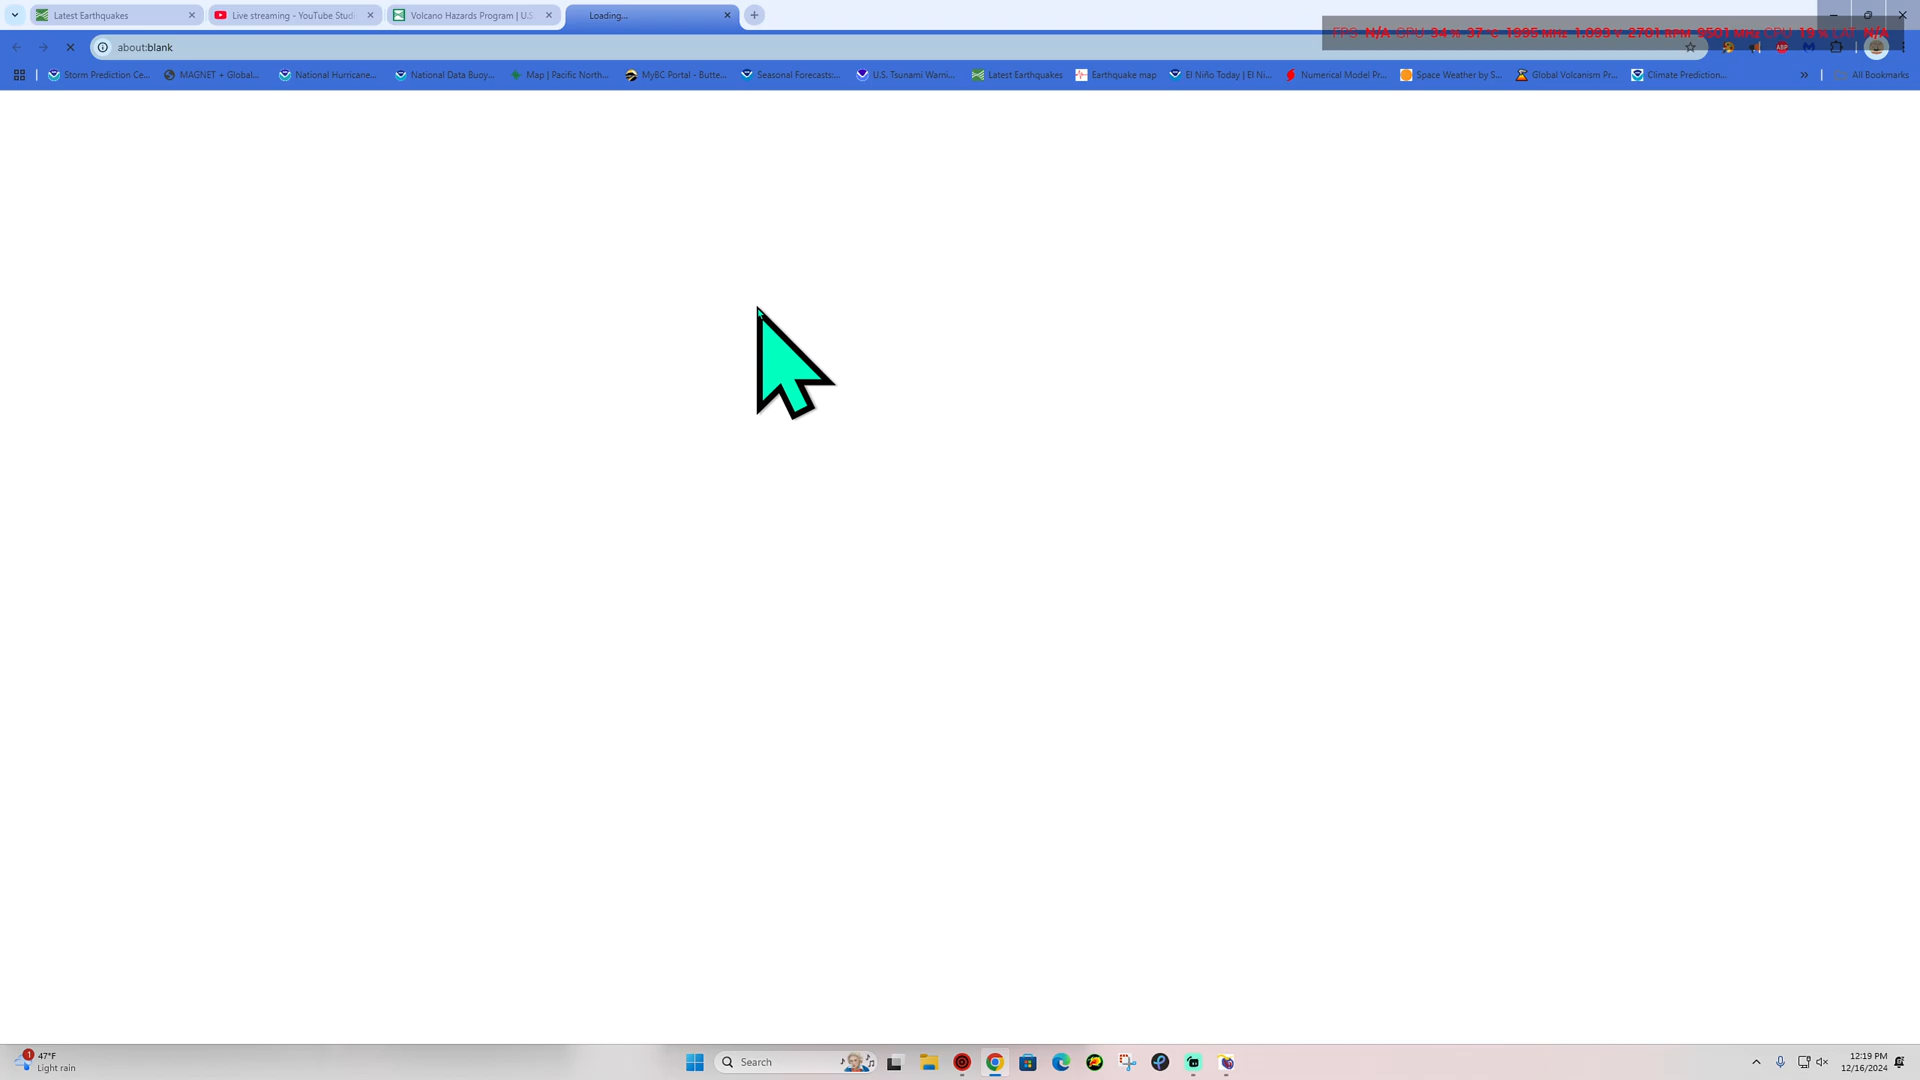 Latest Earthquakes
Live streaming - YouTube Studi
Volcano Hazards Program | U.S.
Loading...
about:blank
FPS N/A GPU 34 % 37 °C 1995 MHz 1.093 V 2701 RPM 9501 MHz CPU 19 % LAT N/A
Storm Prediction Ce...
MAGNET + Global...
National Hurricane...
National Data Buoy...
Map | Pacific North...
MyBC Portal - Butte...
Seasonal Forecasts:...
U.S. Tsunami Warni...
Latest Earthquakes
Earthquake map
El Niño Today | El Ni...
Numerical Model Pr...
Space Weather by S...
Global Volcanism Pr...
Climate Prediction...
All Bookmarks
ABP
1
47°F
Light rain
Search
12:19 PM
12/16/2024